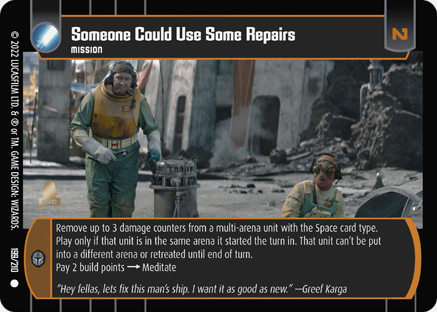 Someone Could Use Some Repairs
MISSION
N
Remove up to 3 damage counters from a multi-arena unit with the Space card type.
Play only if that unit is in the same arena it started the turn in. That unit can't be put
into a different arena or retreated until end of turn.
Pay 2 build points → Meditate
"Hey fellas, lets fix this man's ship. I want it as good as new." —Greef Karga
© 2022 LUCASFILM LTD. & ® or TM. GAME DESIGN: WIZARDS.